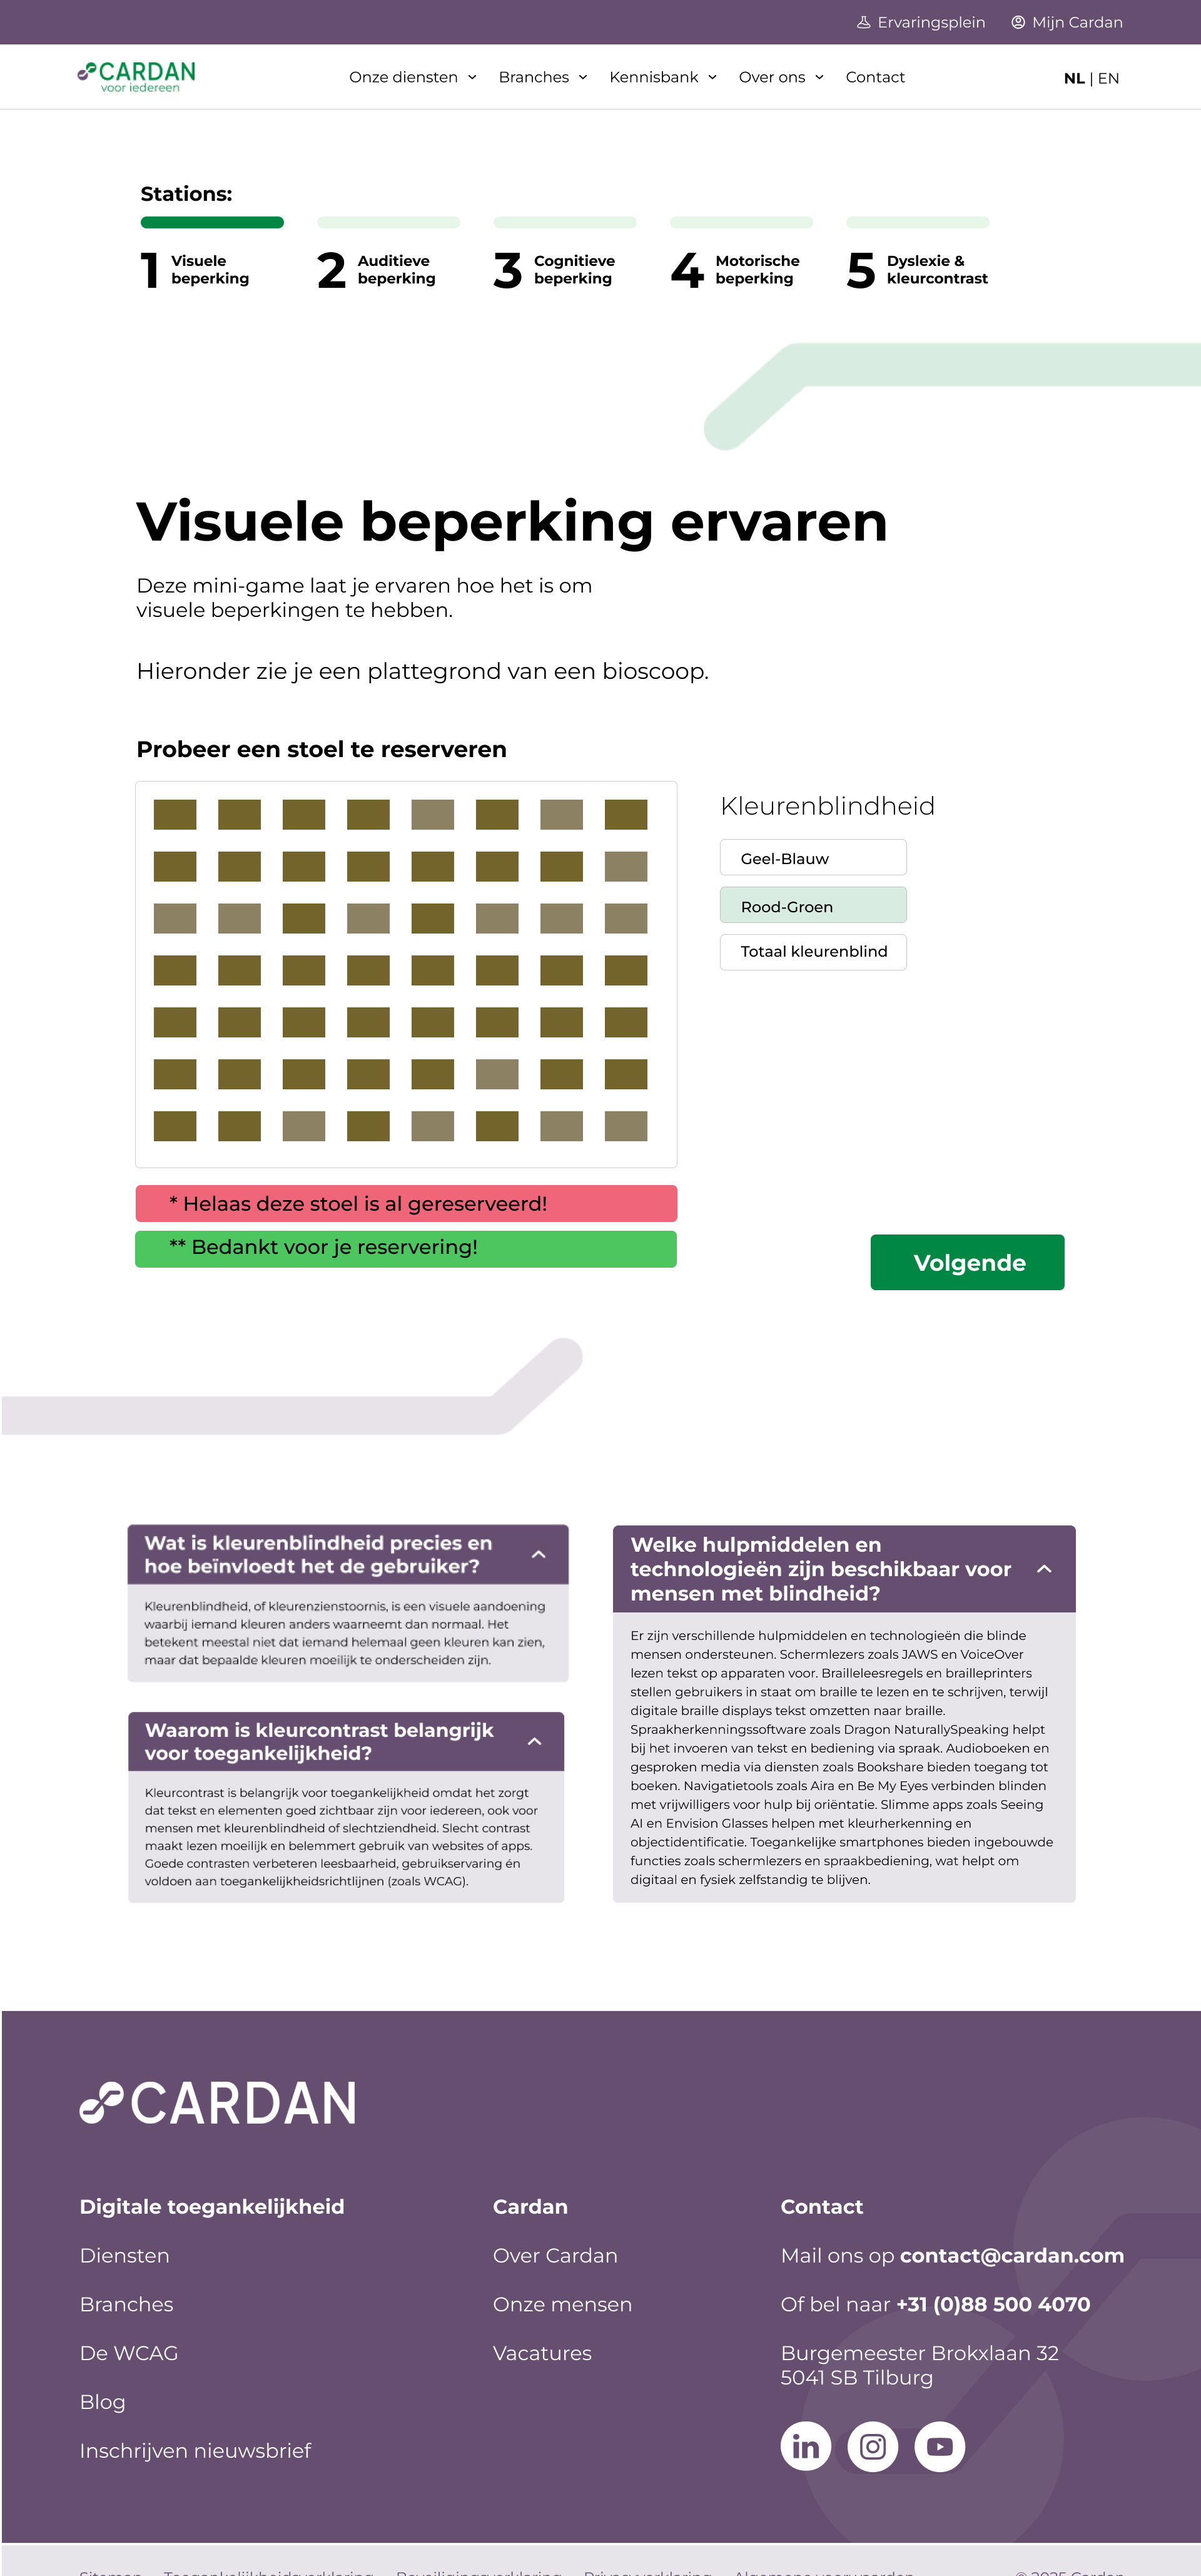 Ervaringsplein Mijn Cardan
CARDAN
voor iedereen
Onze diensten Branches Kennisbank Over ons Contact
NL | EN
Stations:
1 Visuele
beperking
2 Auditieve
beperking
3 Cognitieve
beperking
4 Motorische
beperking
5 Dyslexie &
kleurcontrast
Visuele beperking ervaren
Deze mini-game laat je ervaren hoe het is om
visuele beperkingen te hebben.
Hieronder zie je een plattegrond van een bioscoop.
Probeer een stoel te reserveren
Kleurenblindheid
Geel-Blauw
Rood-Groen
Totaal kleurenblind
* Helaas deze stoel is al gereserveerd!
** Bedankt voor je reservering!
Volgende
Wat is kleurenblindheid precies en
hoe beïnvloedt het de gebruiker?
Kleurenblindheid, of kleurenzienstoornis, is een visuele aandoening
waarbij iemand kleuren anders waarneemt dan normaal. Het
betekent meestal niet dat iemand helemaal geen kleuren kan zien,
maar dat bepaalde kleuren moeilijk te onderscheiden zijn.
Waarom is kleurcontrast belangrijk
voor toegankelijkheid?
Kleurcontrast is belangrijk voor toegankelijkheid omdat het zorgt
dat tekst en elementen goed zichtbaar zijn voor iedereen, ook voor
mensen met kleurenblindheid of slechtziendheid. Slecht contrast
maakt lezen moeilijk en belemmert gebruik van websites of apps.
Goede contrasten verbeteren leesbaarheid, gebruikservaring én
voldoen aan toegankelijkheidsrichtlijnen (zoals WCAG).
Welke hulpmiddelen en
technologieën zijn beschikbaar voor
mensen met blindheid?
Er zijn verschillende hulpmiddelen en technologieën die blinde
mensen ondersteunen. Schermlezers zoals JAWS en VoiceOver
lezen tekst op apparaten voor. Brailleleesregels en brailleprinters
stellen gebruikers in staat om braille te lezen en te schrijven, terwijl
digitale braille displays tekst omzetten naar braille.
Spraakherkenningssoftware zoals Dragon NaturallySpeaking helpt
bij het invoeren van tekst en bediening via spraak. Audioboeken en
gesproken media via diensten zoals Bookshare bieden toegang tot
boeken. Navigatietools zoals Aira en Be My Eyes verbinden blinden
met vrijwilligers voor hulp bij oriëntatie. Slimme apps zoals Seeing
AI en Envision Glasses helpen met kleurherkenning en
objectidentificatie. Toegankelijke smartphones bieden ingebouwde
functies zoals schermlezers en spraakbediening, wat helpt om
digitaal en fysiek zelfstandig te blijven.
CARDAN
Digitale toegankelijkheid
Diensten
Branches
De WCAG
Blog
Inschrijven nieuwsbrief
Cardan
Over Cardan
Onze mensen
Vacatures
Contact
Mail ons op contact@cardan.com
Of bel naar +31 (0)88 500 4070
Burgemeester Brokxlaan 32
5041 SB Tilburg
in
Sitemap Toegankelijkheidsverklaring Beveiligingsverklaring Privacyverklaring Algemene voorwaarden © 2025 Cardan